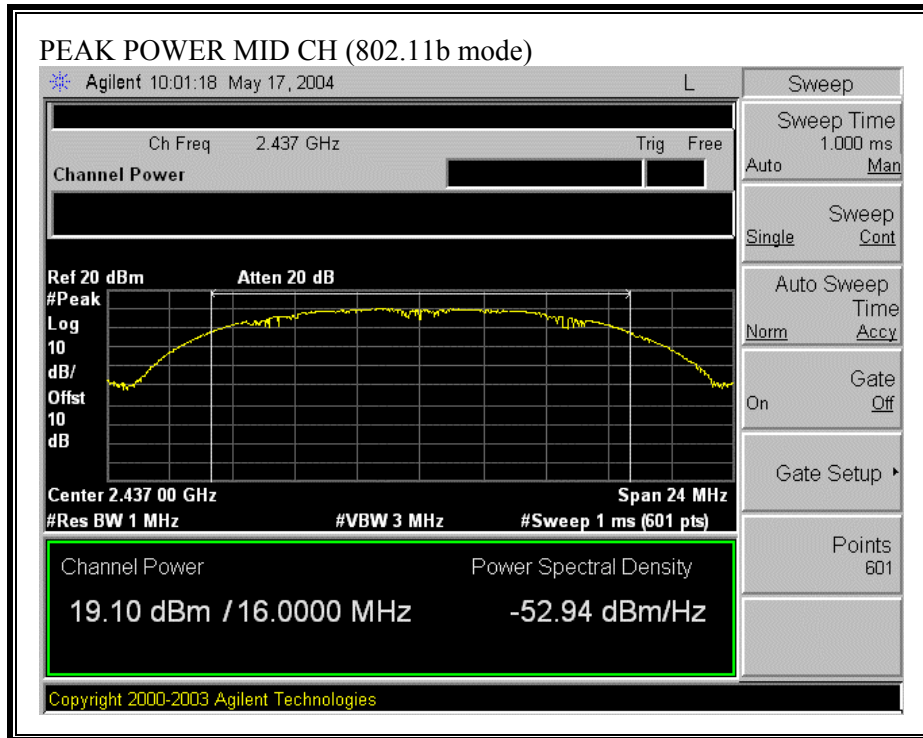 PEAK POWER MID CH (802.11b mode)
Agilent 10:01:18 May 17, 2004 L
Sweep
Ch Freq 2.437 GHz Trig Free
Channel Power
Sweep Time
1.000 ms
Auto Man
Sweep
Single Cont
Auto Sweep
Time
Norm Accy
Gate
On Off
Gate Setup
Points
601
Ref 20 dBm Atten 20 dB
#Peak
Log
10
dB/
Offst
10
dB
Center 2.437 00 GHz Span 24 MHz
#Res BW 1 MHz #VBW 3 MHz #Sweep 1 ms (601 pts)
Channel Power Power Spectral Density
19.10 dBm / 16.0000 MHz -52.94 dBm/Hz
Copyright 2000-2003 Agilent Technologies